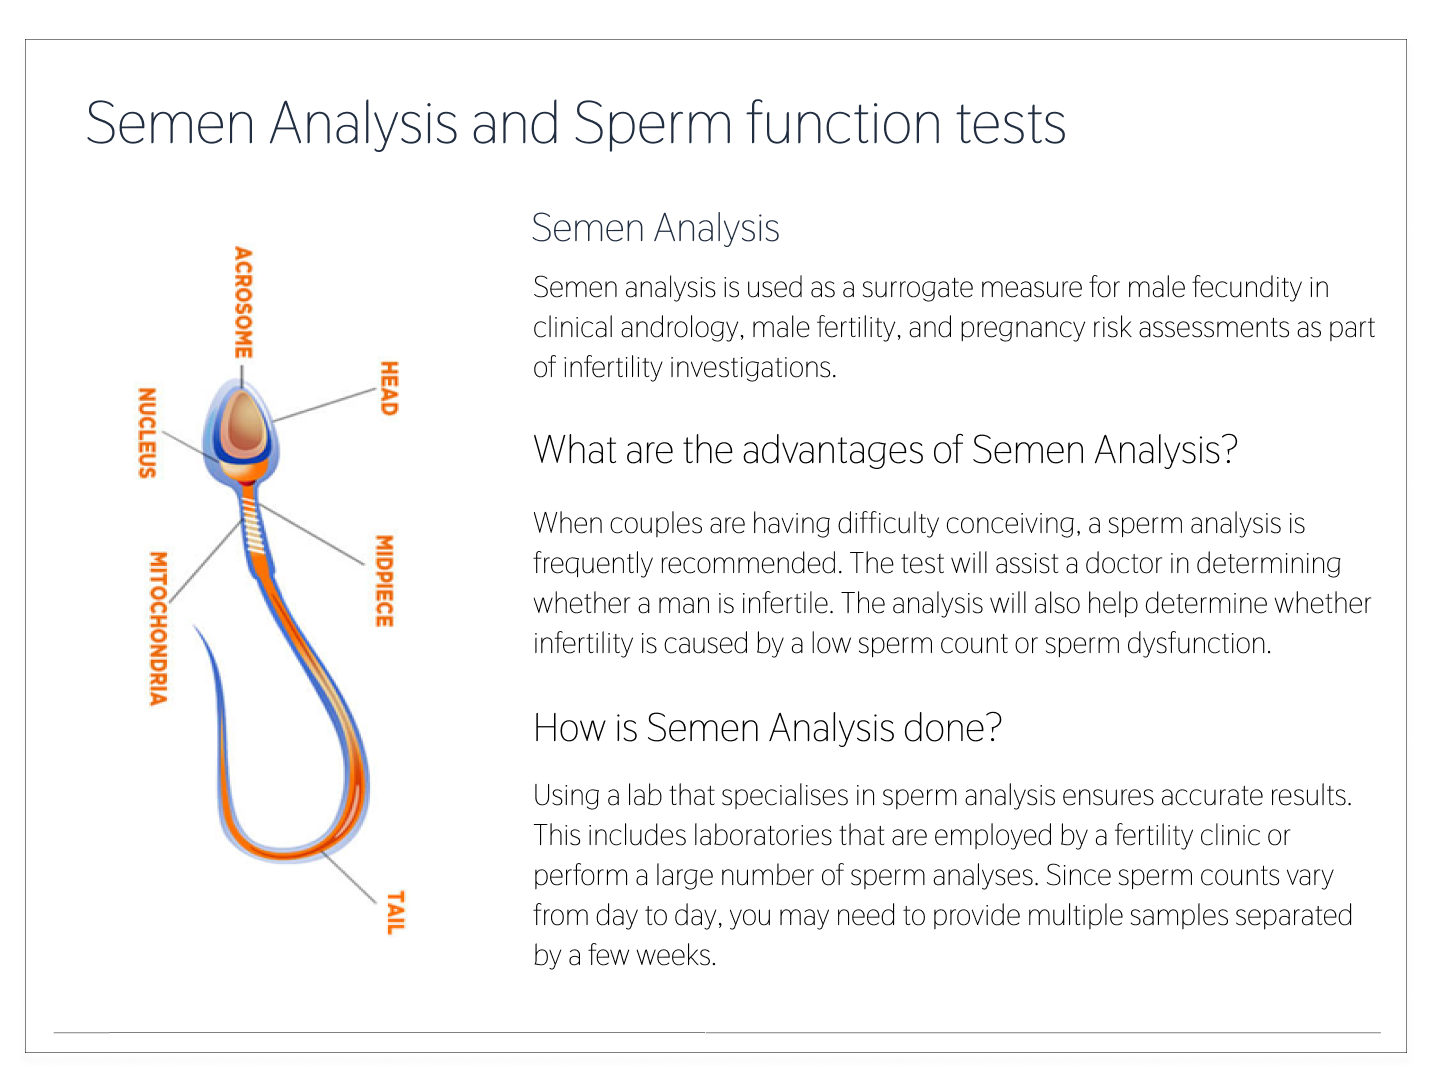 Semen Analysis and Sperm function tests
ACROSOME
HEAD
NUCLEUS
MIDPIECE
MITOCHONDRIA
TAIL
Semen Analysis
Semen analysis is used as a surrogate measure for male fecundity in
clinical andrology, male fertility, and pregnancy risk assessments as part
of infertility investigations.
What are the advantages of Semen Analysis?
When couples are having difficulty conceiving, a sperm analysis is
frequently recommended. The test will assist a doctor in determining
whether a man is infertile. The analysis will also help determine whether
infertility is caused by a low sperm count or sperm dysfunction.
How is Semen Analysis done?
Using a lab that specialises in sperm analysis ensures accurate results.
This includes laboratories that are employed by a fertility clinic or
perform a large number of sperm analyses. Since sperm counts vary
from day to day, you may need to provide multiple samples separated
by a few weeks.